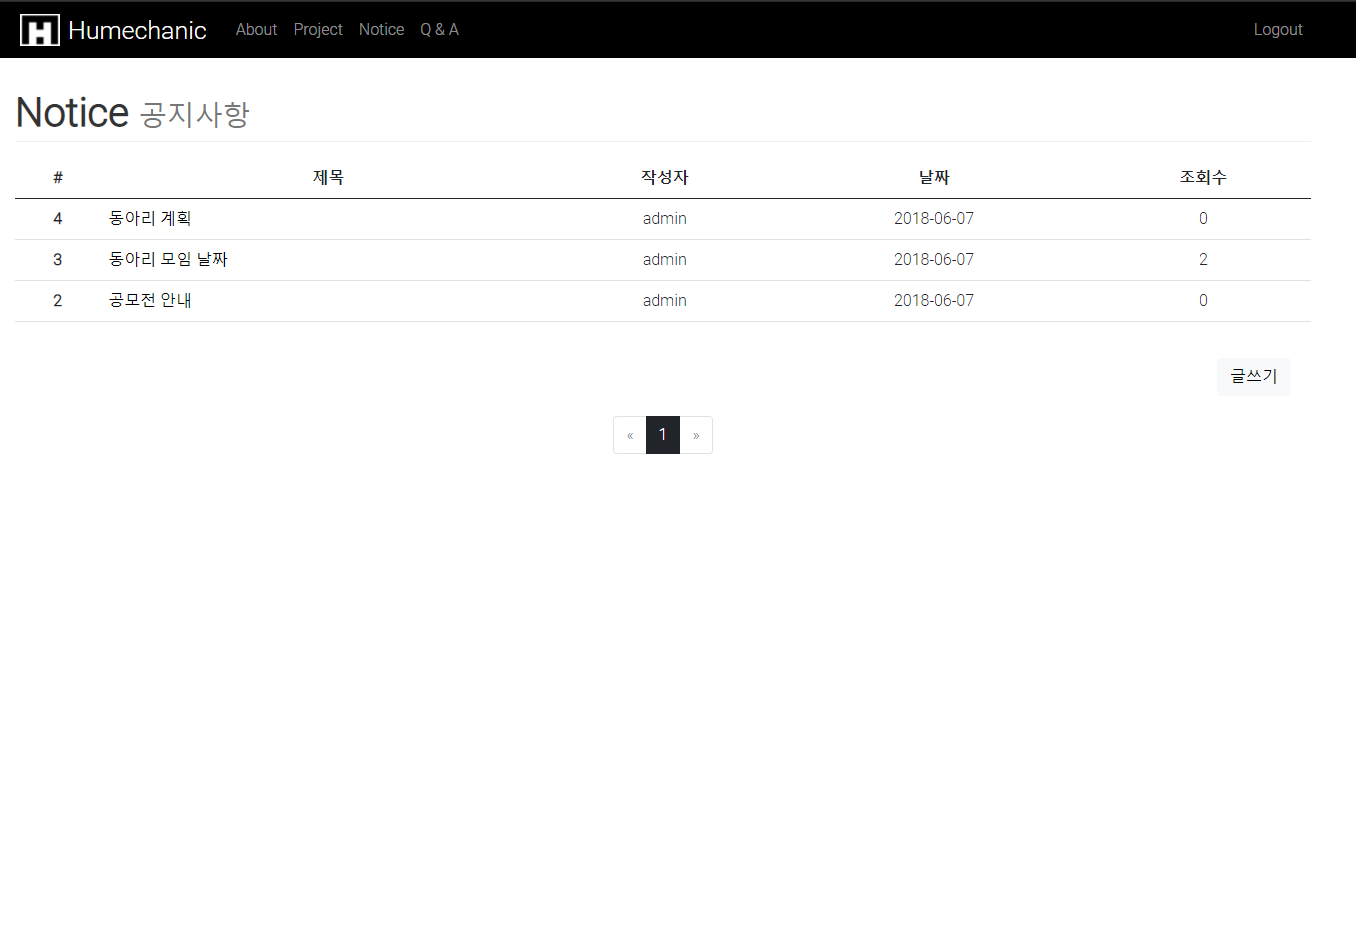 H Humechanic About Project Notice Q & A Logout
Notice 공지사항
# 제목 작성자 날짜 조회수
4 동아리 계획 admin 2018-06-07 0
3 동아리 모임 날짜 admin 2018-06-07 2
2 공모전 안내 admin 2018-06-07 0
글쓰기
« 1 »